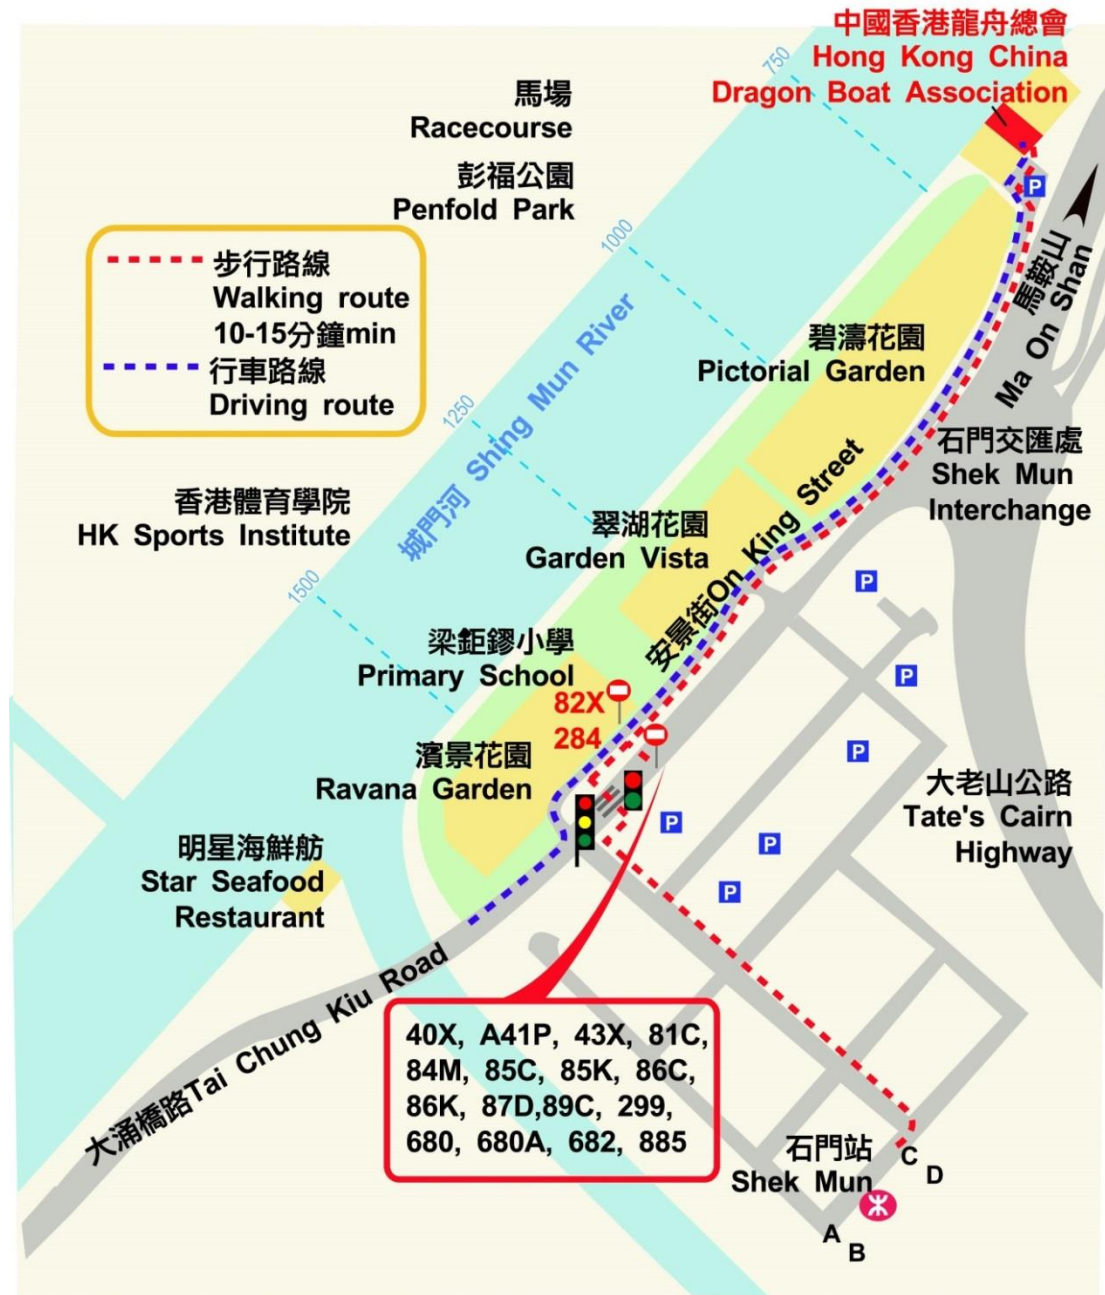 中國香港龍舟總會
Hong Kong China
Dragon Boat Association
750
馬場
Racecourse
彭福公園
Penfold Park
1000
步行路線
Walking route
10-15分鐘min
行車路線
Driving route
P
馬鞍山
Ma On Shan
碧濤花園
Pictorial Garden
1250
城門河 Shing Mun River
石門交匯處
Shek Mun
Interchange
香港體育學院
HK Sports Institute
翠湖花園
Garden Vista
安景街On King Street
1500
P
梁鉅鏐小學
Primary School
P
82X
284
P
濱景花園
Ravana Garden
大老山公路
Tate's Cairn
Highway
P
P
P
明星海鮮舫
Star Seafood
Restaurant
大涌橋路Tai Chung Kiu Road
40X, A41P, 43X, 81C,
84M, 85C, 85K, 86C,
86K, 87D,89C, 299,
680, 680A, 682, 885
石門站
Shek Mun
C
D
A
B